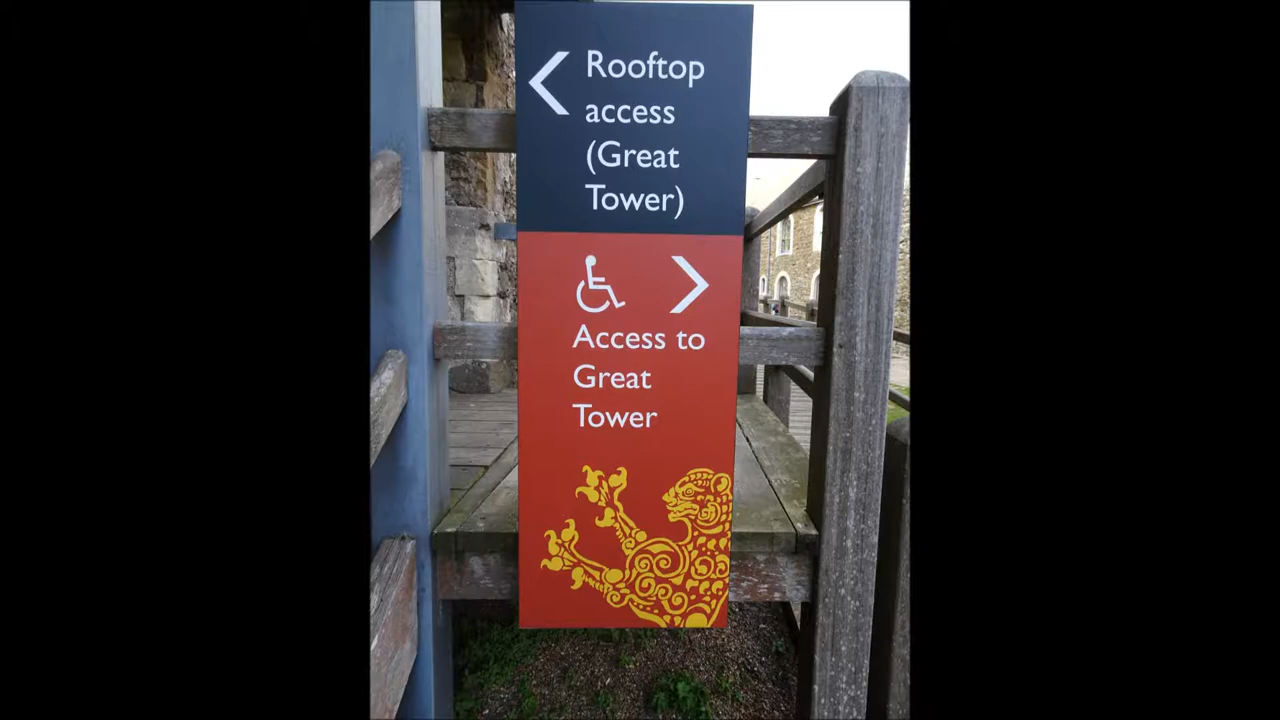 Rooftop
access
(Great
Tower)
Access to
Great
Tower